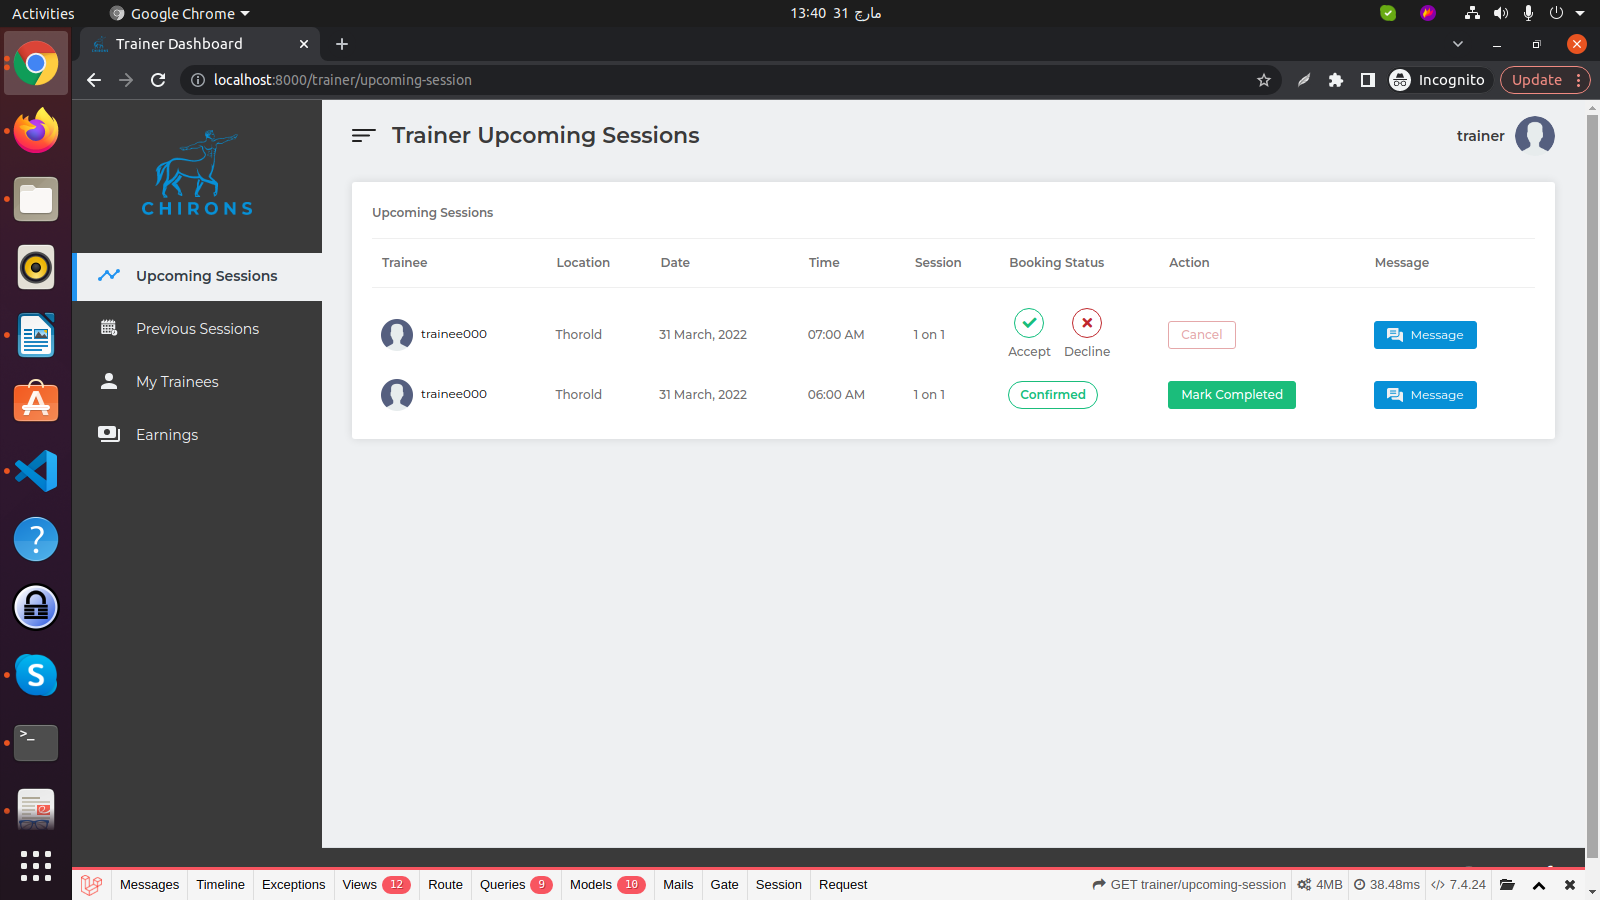 Activities Google Chrome 13:40 31 مارچ
Trainer Dashboard
localhost:8000/trainer/upcoming-session Incognito Update
CHIRONS
Trainer Upcoming Sessions trainer
Upcoming Sessions
Previous Sessions
My Trainees
Earnings
Upcoming Sessions
Trainee Location Date Time Session Booking Status Action Message
trainee000 Thorold 31 March, 2022 07:00 AM 1 on 1 Accept Decline Cancel Message
trainee000 Thorold 31 March, 2022 06:00 AM 1 on 1 Confirmed Mark Completed Message
Messages Timeline Exceptions Views 12 Route Queries 9 Models 10 Mails Gate Session Request GET trainer/upcoming-session 4MB 38.48ms 7.4.24